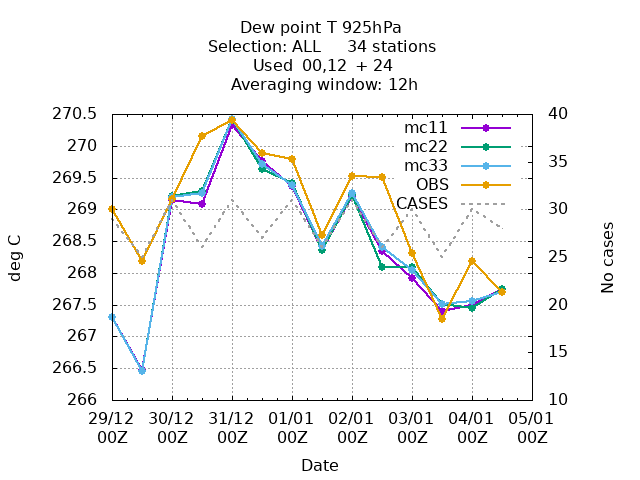 Dew point T 925hPa
Selection: ALL 34 stations
Used 00,12 + 24
Averaging window: 12h
270.5
270
269.5
269
268.5
268
267.5
267
266.5
266
40
35
30
25
20
15
10
mc11
mc22
mc33
OBS
CASES
deg C
No cases
29/12 30/12 31/12 01/01 02/01 03/01 04/01 05/01
00Z 00Z 00Z 00Z 00Z 00Z 00Z 00Z
Date